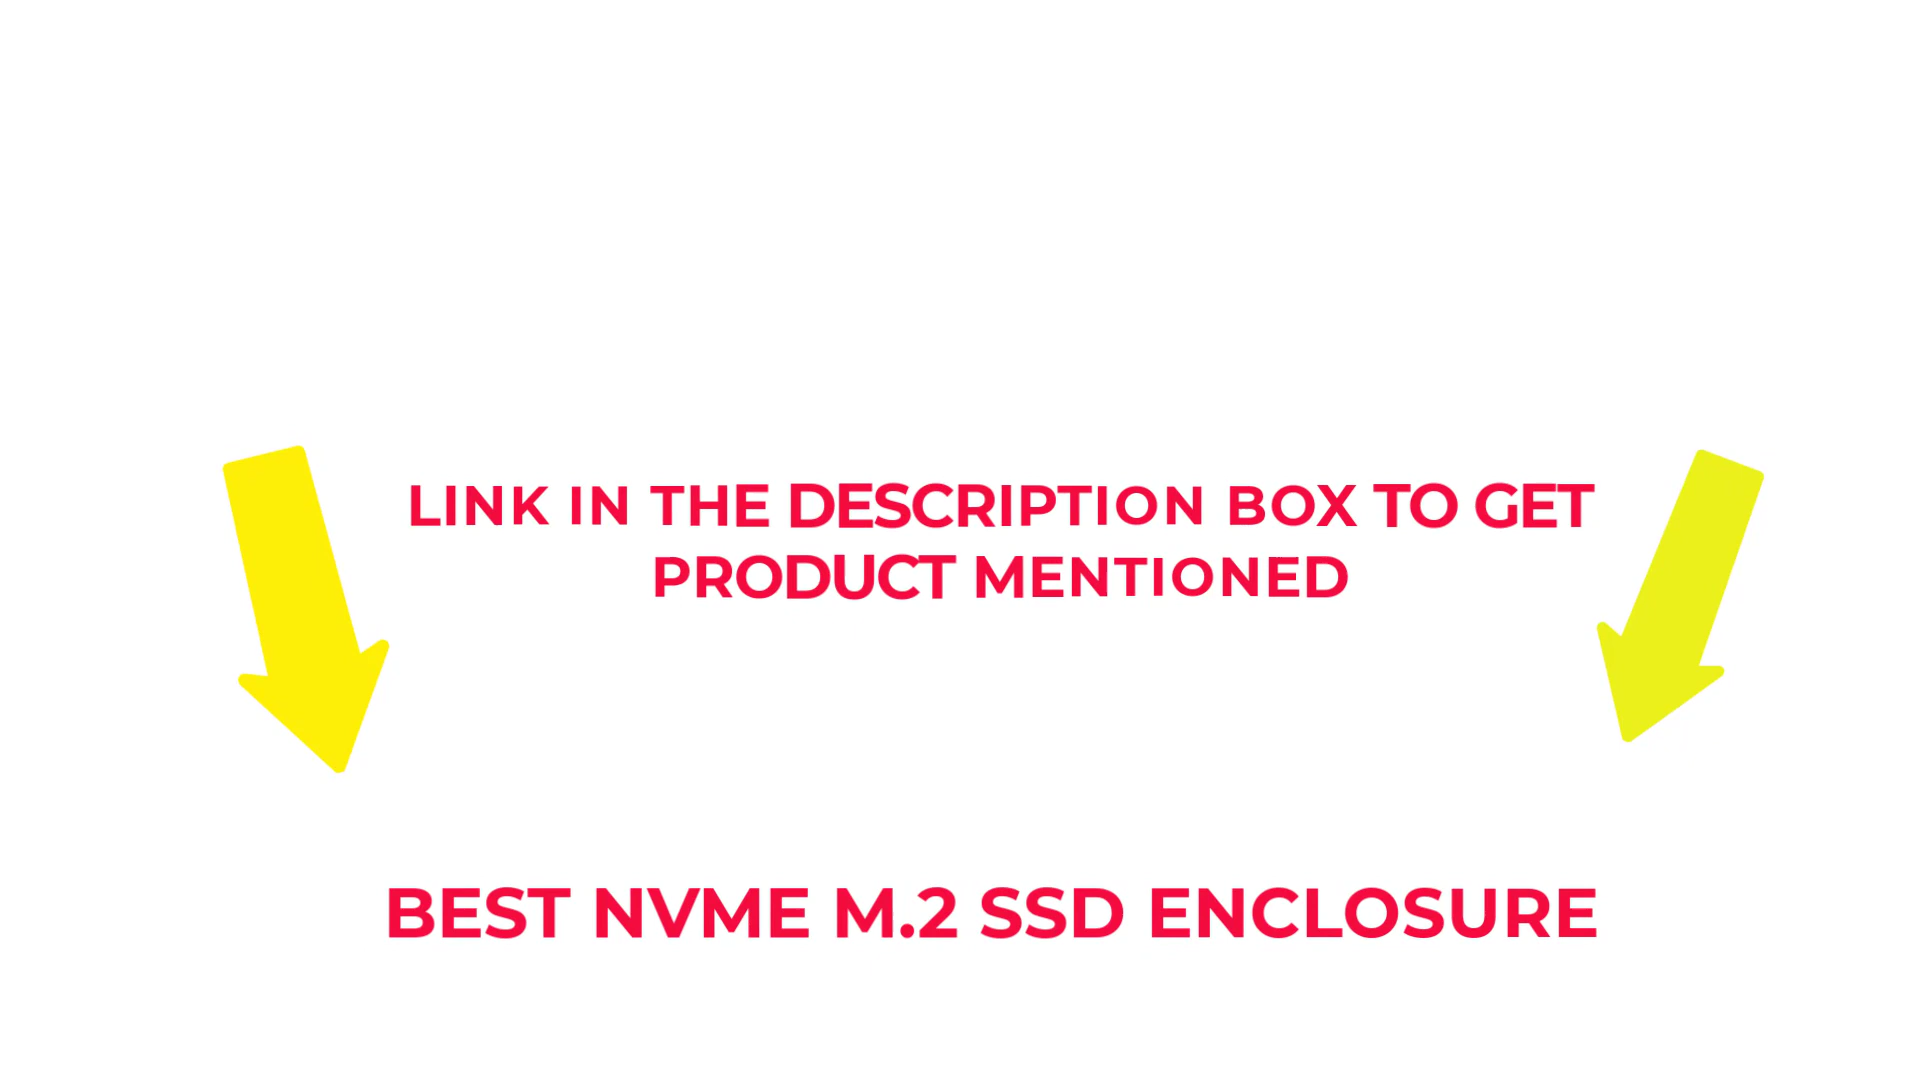 LINK IN THE DESCRIPTION BOX TO GET
PRODUCT MENTIONED
BEST NVME M.2 SSD ENCLOSURE